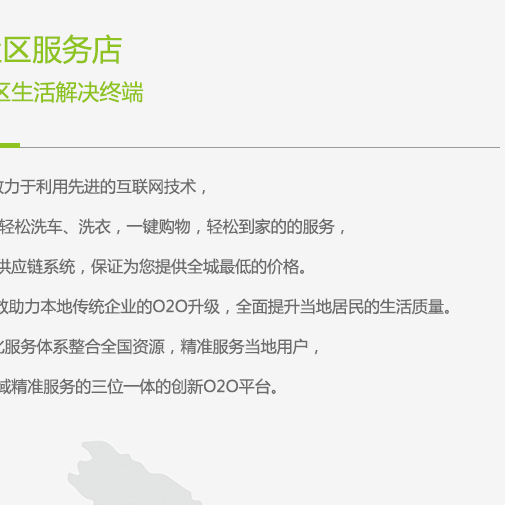 区服务店
区生活解决终端
致力于利用先进的互联网技术，
轻松洗车、洗衣，一键购物，轻松到家的的服务，
供应链系统，保证为您提供全城最低的价格。
效助力本地传统企业的O2O升级，全面提升当地居民的生活质量。
化服务体系整合全国资源，精准服务当地用户，
域精准服务的三位一体的创新O2O平台。